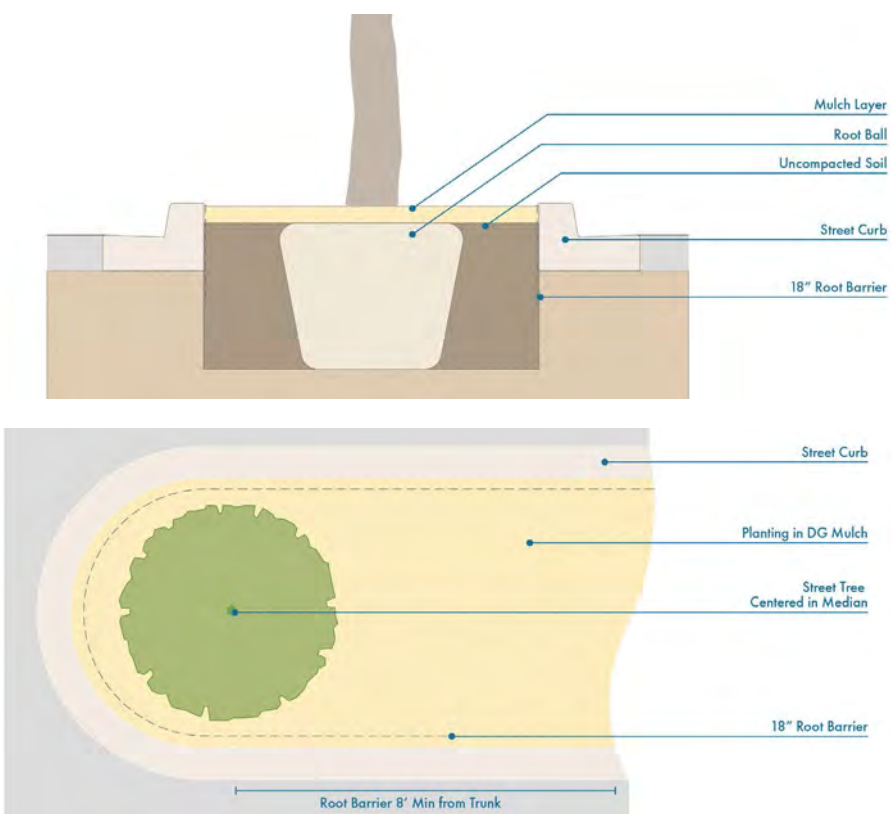 Mulch Layer
Root Ball
Uncompacted Soil
Street Curb
18” Root Barrier
Street Curb
Planting in DG Mulch
Street Tree
Centered in Median
18” Root Barrier
Root Barrier 8’ Min from Trunk